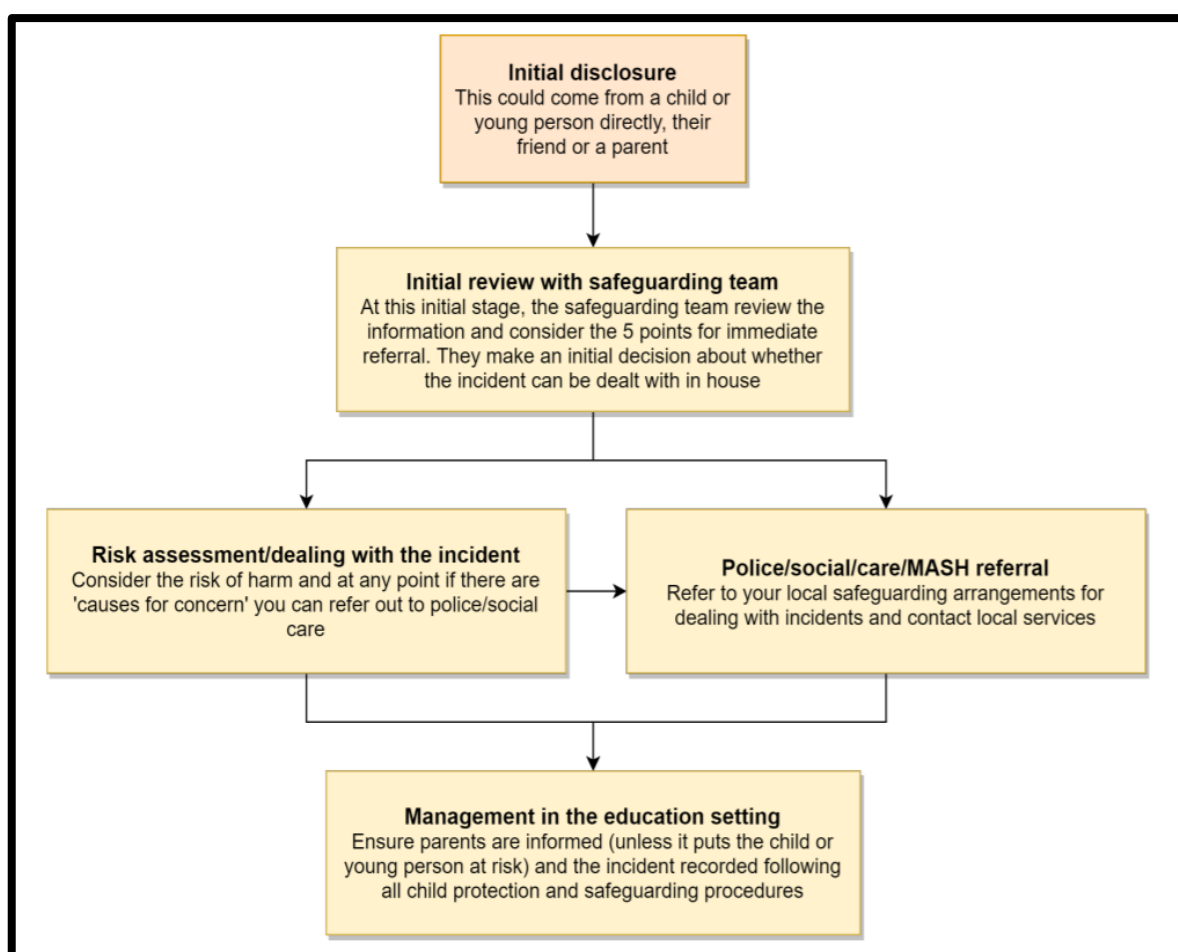 Initial disclosure
This could come from a child or
young person directly, their
friend or a parent
Initial review with safeguarding team
At this initial stage, the safeguarding team review the
information and consider the 5 points for immediate
referral. They make an initial decision about whether
the incident can be dealt with in house
Risk assessment/dealing with the incident
Consider the risk of harm and at any point if there are
'causes for concern' you can refer out to police/social
care
Police/social/care/MASH referral
Refer to your local safeguarding arrangements for
dealing with incidents and contact local services
Management in the education setting
Ensure parents are informed (unless it puts the child or
young person at risk) and the incident recorded following
all child protection and safeguarding procedures